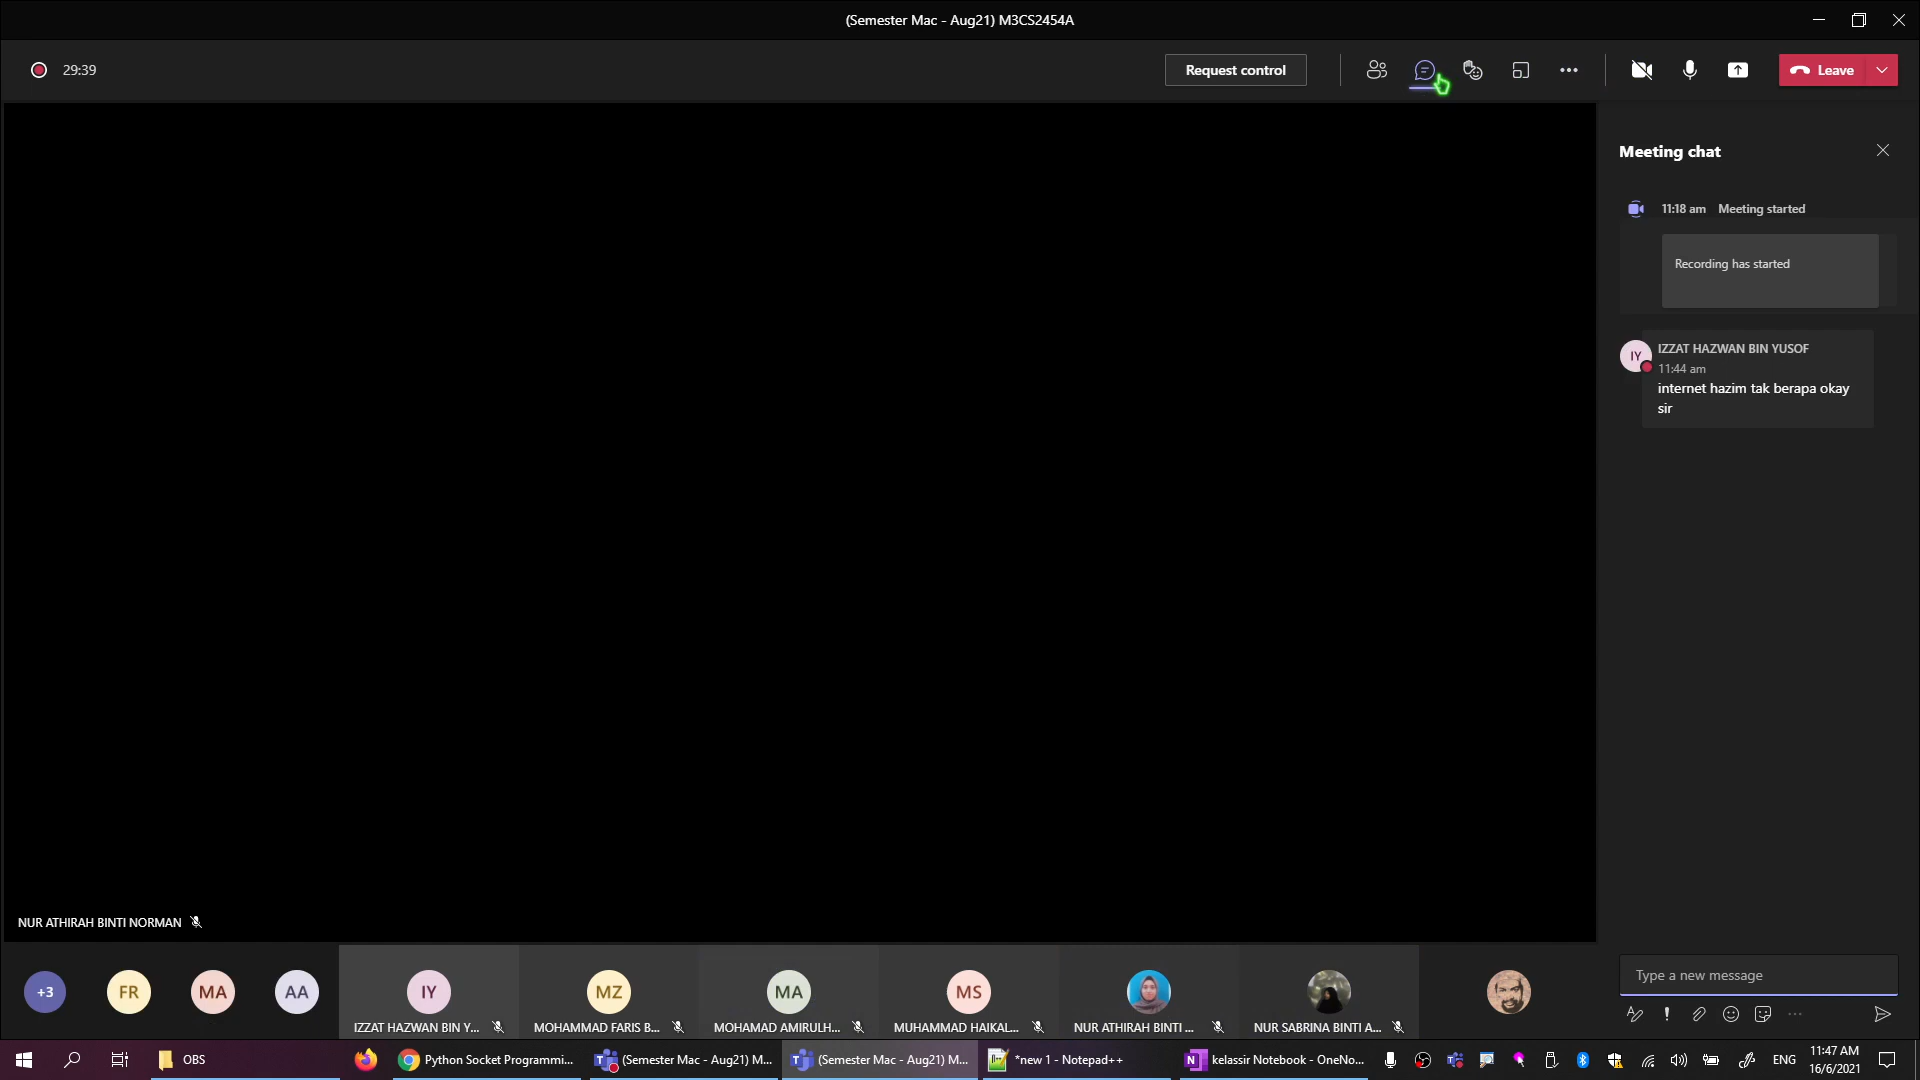 (Semester Mac - Aug21) M3CS2454A
29:39
Request control
Leave
Meeting chat
11:18 am Meeting started
Recording has started
IY
IZZAT HAZWAN BIN YUSOF
11:44 am
internet hazim tak berapa okay
sir
NUR ATHIRAH BINTI NORMAN
+3
FR
MA
AA
IY
MZ
MA
MS
IZZAT HAZWAN BIN Y...
MOHAMMAD FARIS B...
MOHAMAD AMIRULH...
MUHAMMAD HAIKAL...
NUR ATHIRAH BINTI ...
NUR SABRINA BINTI A...
Type a new message
OBS
Python Socket Programmi...
(Semester Mac - Aug21) M...
(Semester Mac - Aug21) M...
*new 1 - Notepad++
kelassir Notebook - OneNo...
ENG
11:47 AM
16/6/2021